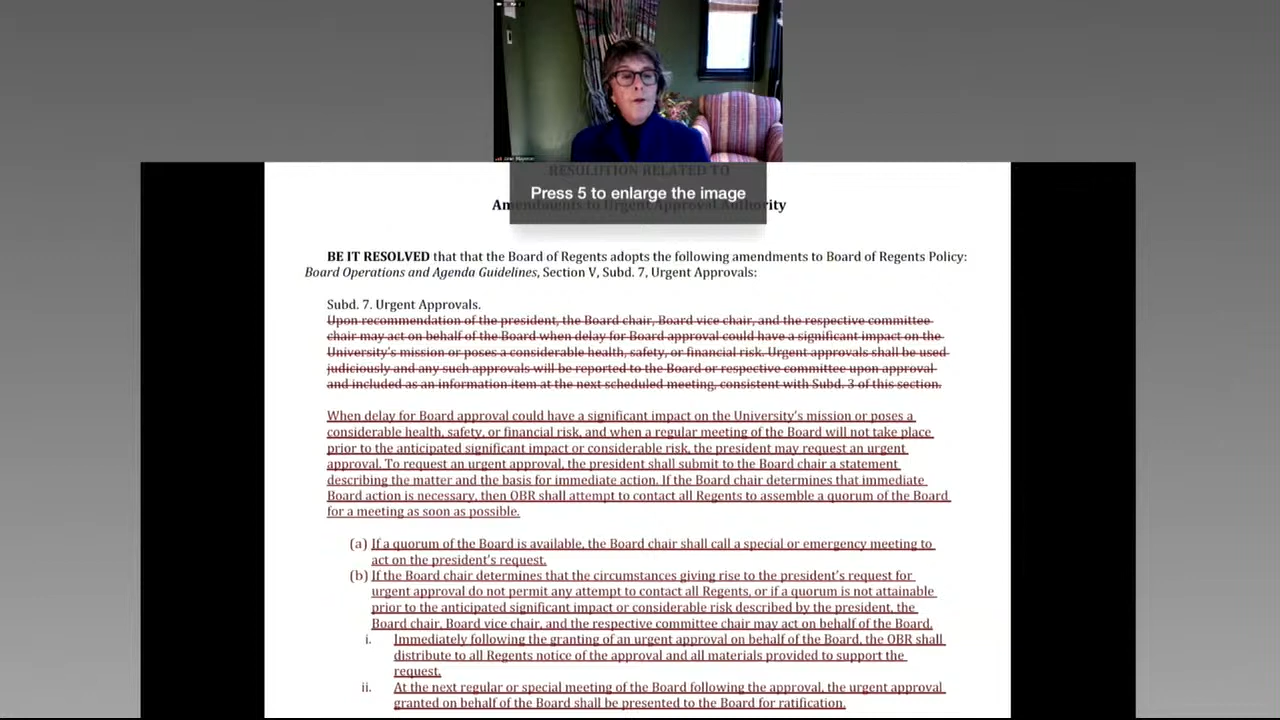 RESOLUTION RELATED TO
Press 5 to enlarge the image
Amendments to Urgent Approval Authority
BE IT RESOLVED that that the Board of Regents adopts the following amendments to Board of Regents Policy:
Board Operations and Agenda Guidelines, Section V, Subd. 7, Urgent Approvals:
Subd. 7. Urgent Approvals.
Upon recommendation of the president, the Board chair, Board vice chair, and the respective committee
chair may act on behalf of the Board when delay for Board approval could have a significant impact on the
University's mission or poses a considerable health, safety, or financial risk. Urgent approvals shall be used
judiciously and any such approvals will be reported to the Board or respective committee upon approval
and included as an information item at the next scheduled meeting, consistent with Subd. 3 of this section.
When delay for Board approval could have a significant impact on the University's mission or poses a
considerable health, safety, or financial risk, and when a regular meeting of the Board will not take place
prior to the anticipated significant impact or considerable risk, the president may request an urgent
approval. To request an urgent approval, the president shall submit to the Board chair a statement
describing the matter and the basis for immediate action. If the Board chair determines that immediate
Board action is necessary, then OBR shall attempt to contact all Regents to assemble a quorum of the Board
for a meeting as soon as possible.
(a) If a quorum of the Board is available, the Board chair shall call a special or emergency meeting to
act on the president's request.
(b) If the Board chair determines that the circumstances giving rise to the president's request for
urgent approval do not permit any attempt to contact all Regents, or if a quorum is not attainable
prior to the anticipated significant impact or considerable risk described by the president, the
Board chair, Board vice chair, and the respective committee chair may act on behalf of the Board.
i. Immediately following the granting of an urgent approval on behalf of the Board, the OBR shall
distribute to all Regents notice of the approval and all materials provided to support the
request.
ii. At the next regular or special meeting of the Board following the approval, the urgent approval
granted on behalf of the Board shall be presented to the Board for ratification.